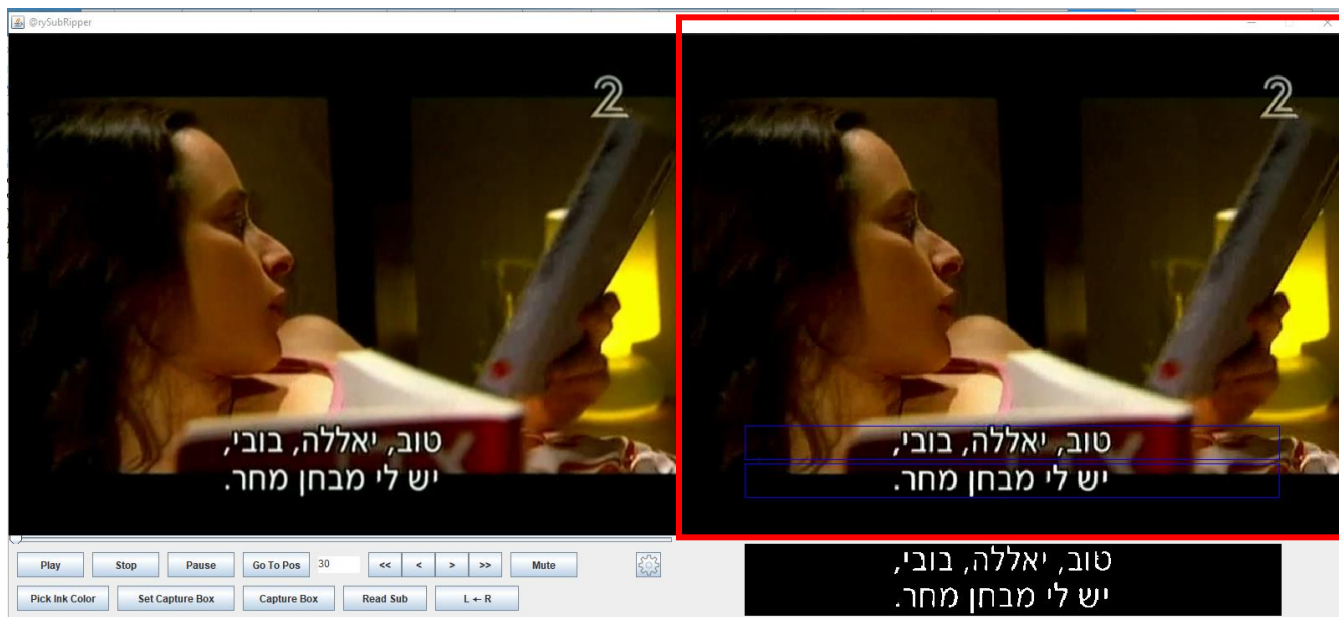 @rySubRipper
2
2
טוב, יאללה, בובי,
יש לי מבחן מחר.
טוב, יאללה, בובי,
יש לי מבחן מחר.
Play Stop Pause Go To Pos 30 << < > >> Mute
Pick Ink Color Set Capture Box Capture Box Read Sub L ← R
טוב, יאללה, בובי,
יש לי מבחן מחר.